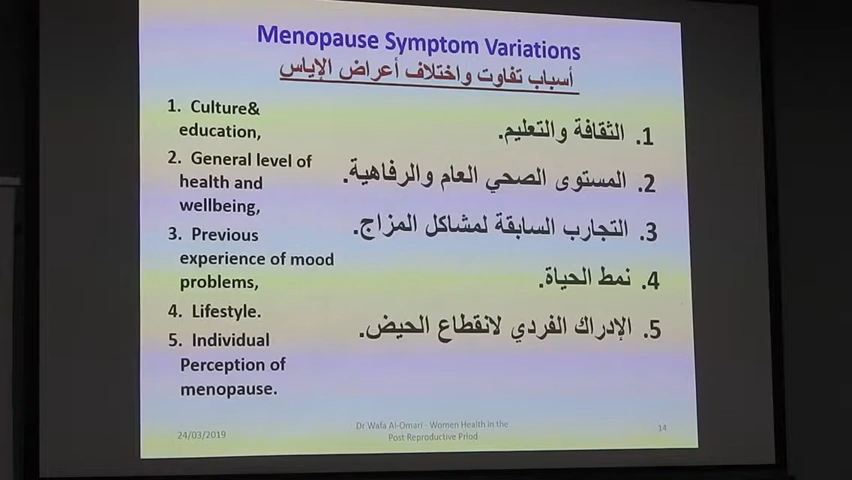 Menopause Symptom Variations
أسباب تفاوت واختلاف أعراض الإياس
1. Culture&
education,
2. General level of
health and
wellbeing,
3. Previous
experience of mood
problems,
4. Lifestyle.
5. Individual
Perception of
menopause.
1. الثقافة والتعليم.
2. المستوى الصحي العام والرفاهية.
3. التجارب السابقة لمشاكل المزاج.
4. نمط الحياة.
5. الإدراك الفردي لانقطاع الحيض.
24/03/2019
Dr Wafa Al-Omari - Women Health in the
Post Reproductive Priod
14